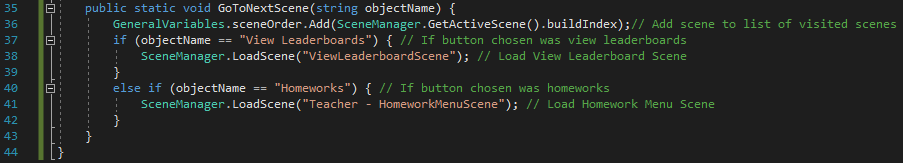 35 public static void GoToNextScene(string objectName) {
36 GeneralVariables.sceneOrder.Add(SceneManager.GetActiveScene().buildIndex);// Add scene to list of visited scenes
37 if (objectName == "View Leaderboards") { // If button chosen was view leaderboards
38 SceneManager.LoadScene("ViewLeaderboardScene"); // Load View Leaderboard Scene
39 }
40 else if (objectName == "Homeworks") { // If button chosen was homeworks
41 SceneManager.LoadScene("Teacher - HomeworkMenuScene"); // Load Homework Menu Scene
42 }
43 }
44 }